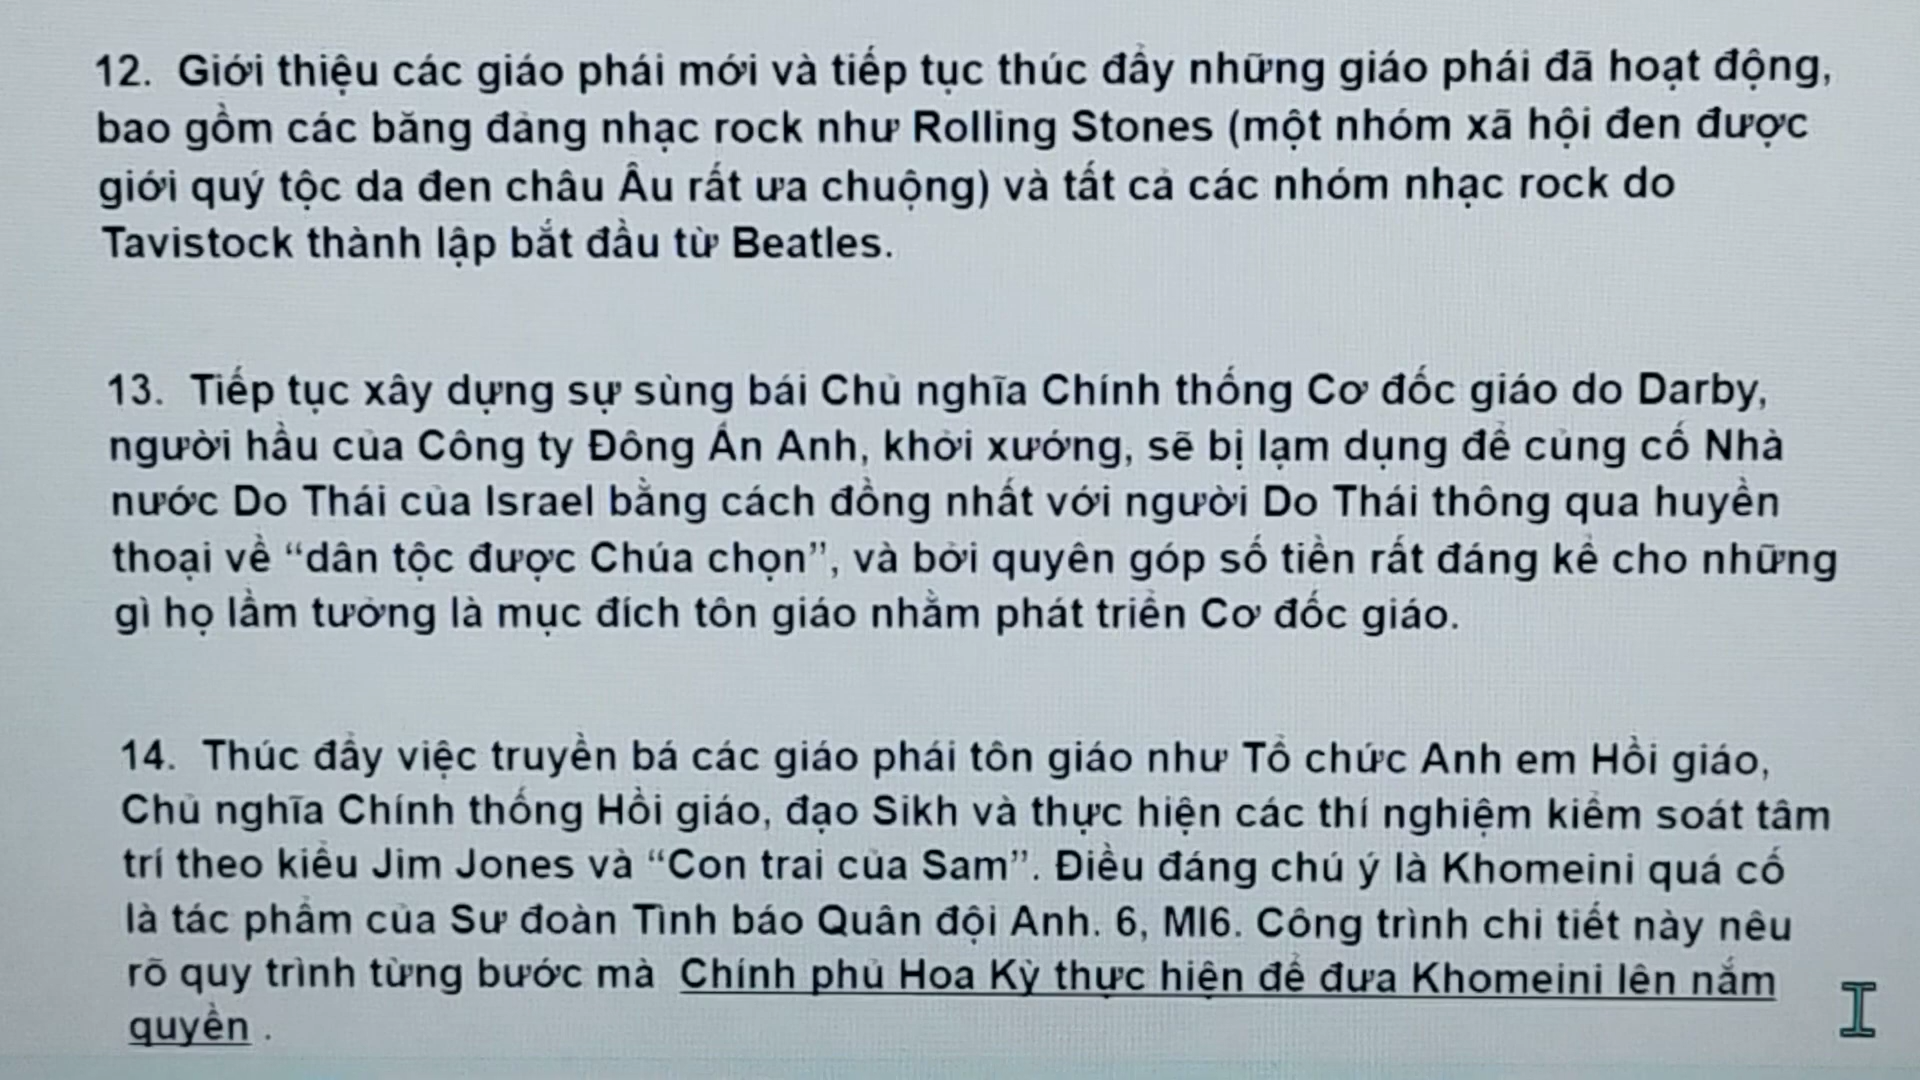 12. Giới thiệu các giáo phái mới và tiếp tục thúc đẩy những giáo phái đã hoạt động,
bao gồm các băng đảng nhạc rock như Rolling Stones (một nhóm xã hội đen được
giới quý tộc da đen châu Âu rất ưa chuộng) và tất cả các nhóm nhạc rock do
Tavistock thành lập bắt đầu từ Beatles.
13. Tiếp tục xây dựng sự sùng bái Chủ nghĩa Chính thống Cơ đốc giáo do Darby,
người hầu của Công ty Đông Ấn Anh, khởi xướng, sẽ bị lạm dụng để củng cố Nhà
nước Do Thái của Israel bằng cách đồng nhất với người Do Thái thông qua huyền
thoại về “dân tộc được Chúa chọn”, và bởi quyên góp số tiền rất đáng kể cho những
gì họ lầm tưởng là mục đích tôn giáo nhằm phát triển Cơ đốc giáo.
14. Thúc đẩy việc truyền bá các giáo phái tôn giáo như Tổ chức Anh em Hồi giáo,
Chủ nghĩa Chính thống Hồi giáo, đạo Sikh và thực hiện các thí nghiệm kiểm soát tâm
trí theo kiểu Jim Jones và “Con trai của Sam”. Điều đáng chú ý là Khomeini quá cố
là tác phẩm của Sư đoàn Tình báo Quân đội Anh. 6, MI6. Công trình chi tiết này nêu
rõ quy trình từng bước mà Chính phủ Hoa Kỳ thực hiện để đưa Khomeini lên nắm
quyền .